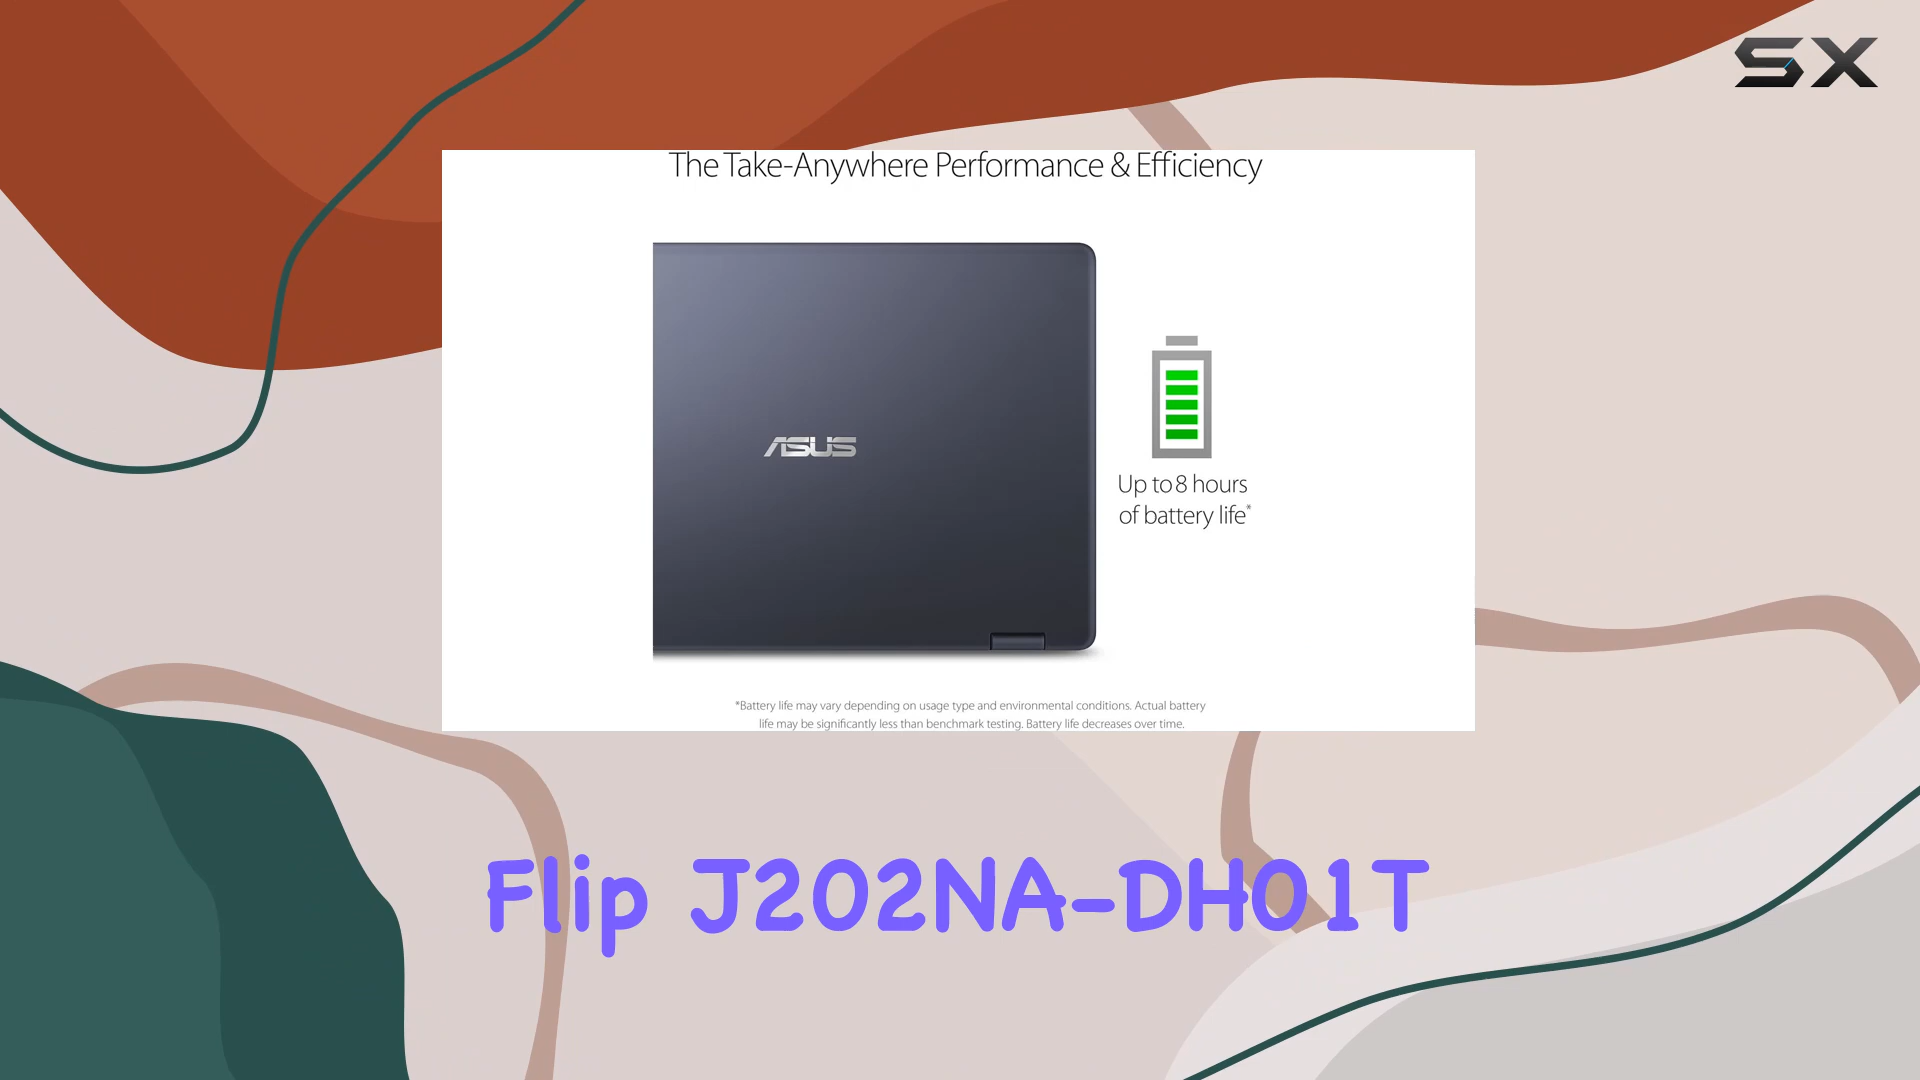 SX
The Take-Anywhere Performance & Efficiency
ASUS
Up to 8 hours
of battery life*
*Battery life may vary depending on usage type and environmental conditions. Actual battery
life may be significantly less than benchmark testing. Battery life decreases over time.
Flip J202NA-DH01T